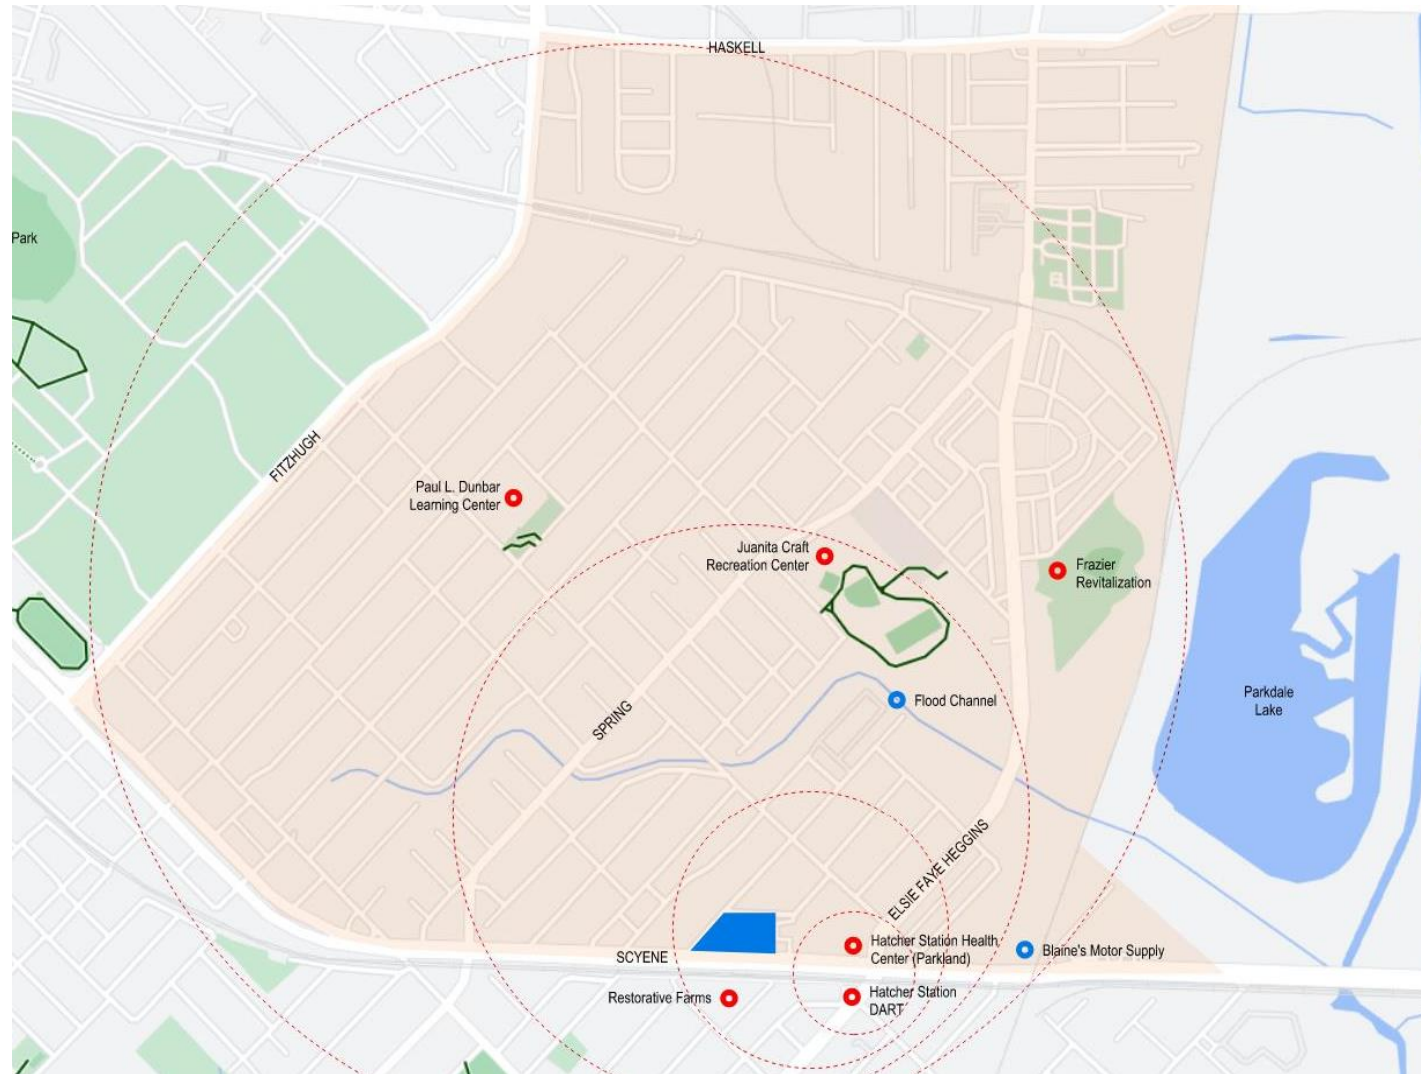 HASKELL
Park
FITZHUGH
Paul L. Dunbar
Learning Center
Juanita Craft
Recreation Center
Frazier
Revitalization
Flood Channel
Parkdale
Lake
SPRING
ELSIE FAYE HEGGINS
SCYENE
Hatcher Station Health
Center (Parkland)
Blaine's Motor Supply
Restorative Farms
Hatcher Station
DART